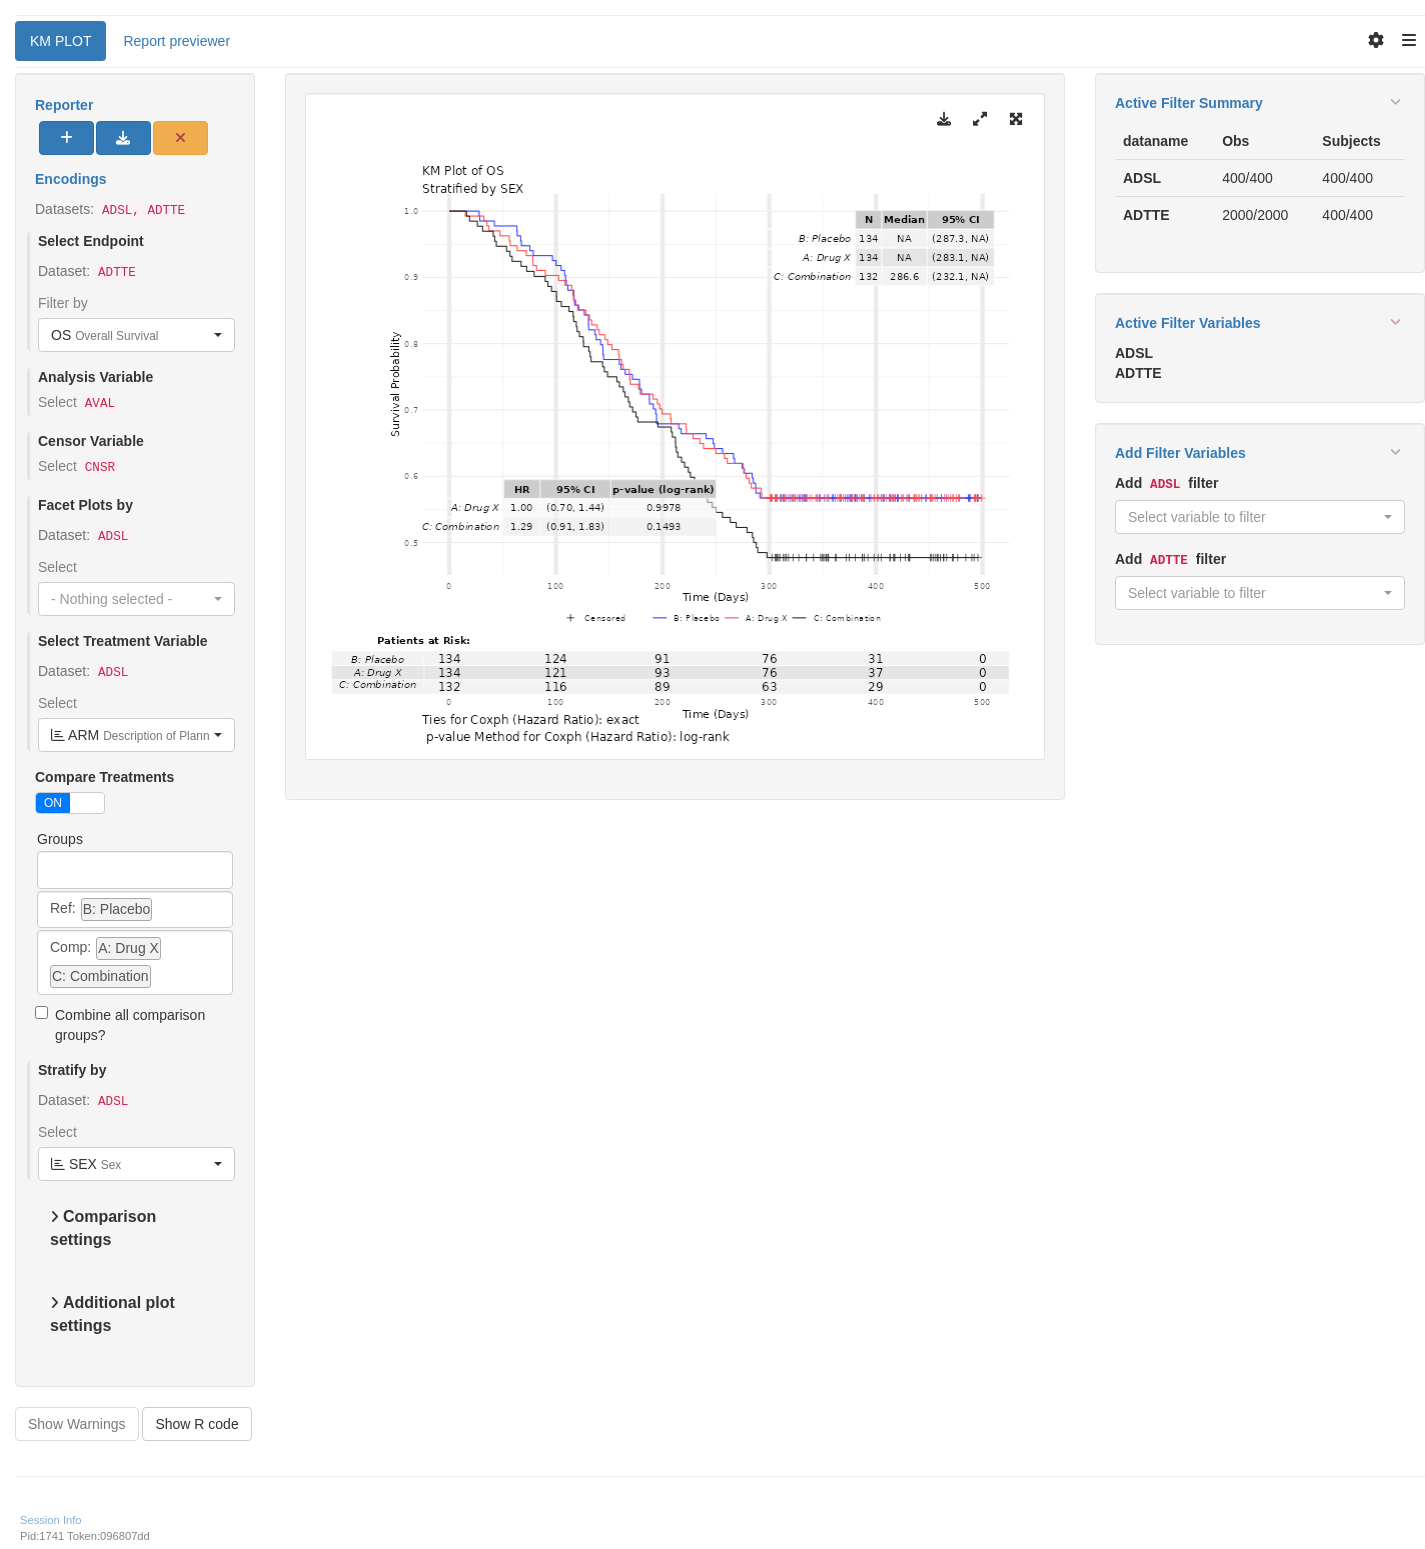 KM PLOT
Report previewer
Reporter
Encodings
Datasets: ADSL, ADTTE
Select Endpoint
Dataset: ADTTE
Filter by
OS Overall Survival
Analysis Variable
Select AVAL
Censor Variable
Select CNSR
Facet Plots by
Dataset: ADSL
Select
- Nothing selected -
Select Treatment Variable
Dataset: ADSL
Select
ARM Description of Plann
Compare Treatments
ON
Groups
Ref: B: Placebo
Comp: A: Drug X
C: Combination
Combine all comparison
groups?
Stratify by
Dataset: ADSL
Select
SEX Sex
Comparison
settings
Additional plot
settings
Show Warnings
Show R code
KM Plot of OS
Stratified by SEX
Survival Probability
1.0
0.9
0.8
0.7
0.6
0.5
N Median 95% CI
B: Placebo 134 NA (287.3, NA)
A: Drug X 134 NA (283.1, NA)
C: Combination 132 286.6 (232.1, NA)
HR 95% CI p-value (log-rank)
A: Drug X 1.00 (0.70, 1.44) 0.9978
C: Combination 1.29 (0.91, 1.83) 0.1493
0 100 200 300 400 500
Time (Days)
Censored B: Placebo A: Drug X C: Combination
Patients at Risk:
B: Placebo 134 124 91 76 31 0
A: Drug X 134 121 93 76 37 0
C: Combination 132 116 89 63 29 0
0 100 200 300 400 500
Time (Days)
Ties for Coxph (Hazard Ratio): exact
p-value Method for Coxph (Hazard Ratio): log-rank
Active Filter Summary
dataname Obs Subjects
ADSL 400/400 400/400
ADTTE 2000/2000 400/400
Active Filter Variables
ADSL
ADTTE
Add Filter Variables
Add ADSL filter
Select variable to filter
Add ADTTE filter
Select variable to filter
Session Info
Pid:1741 Token:096807dd